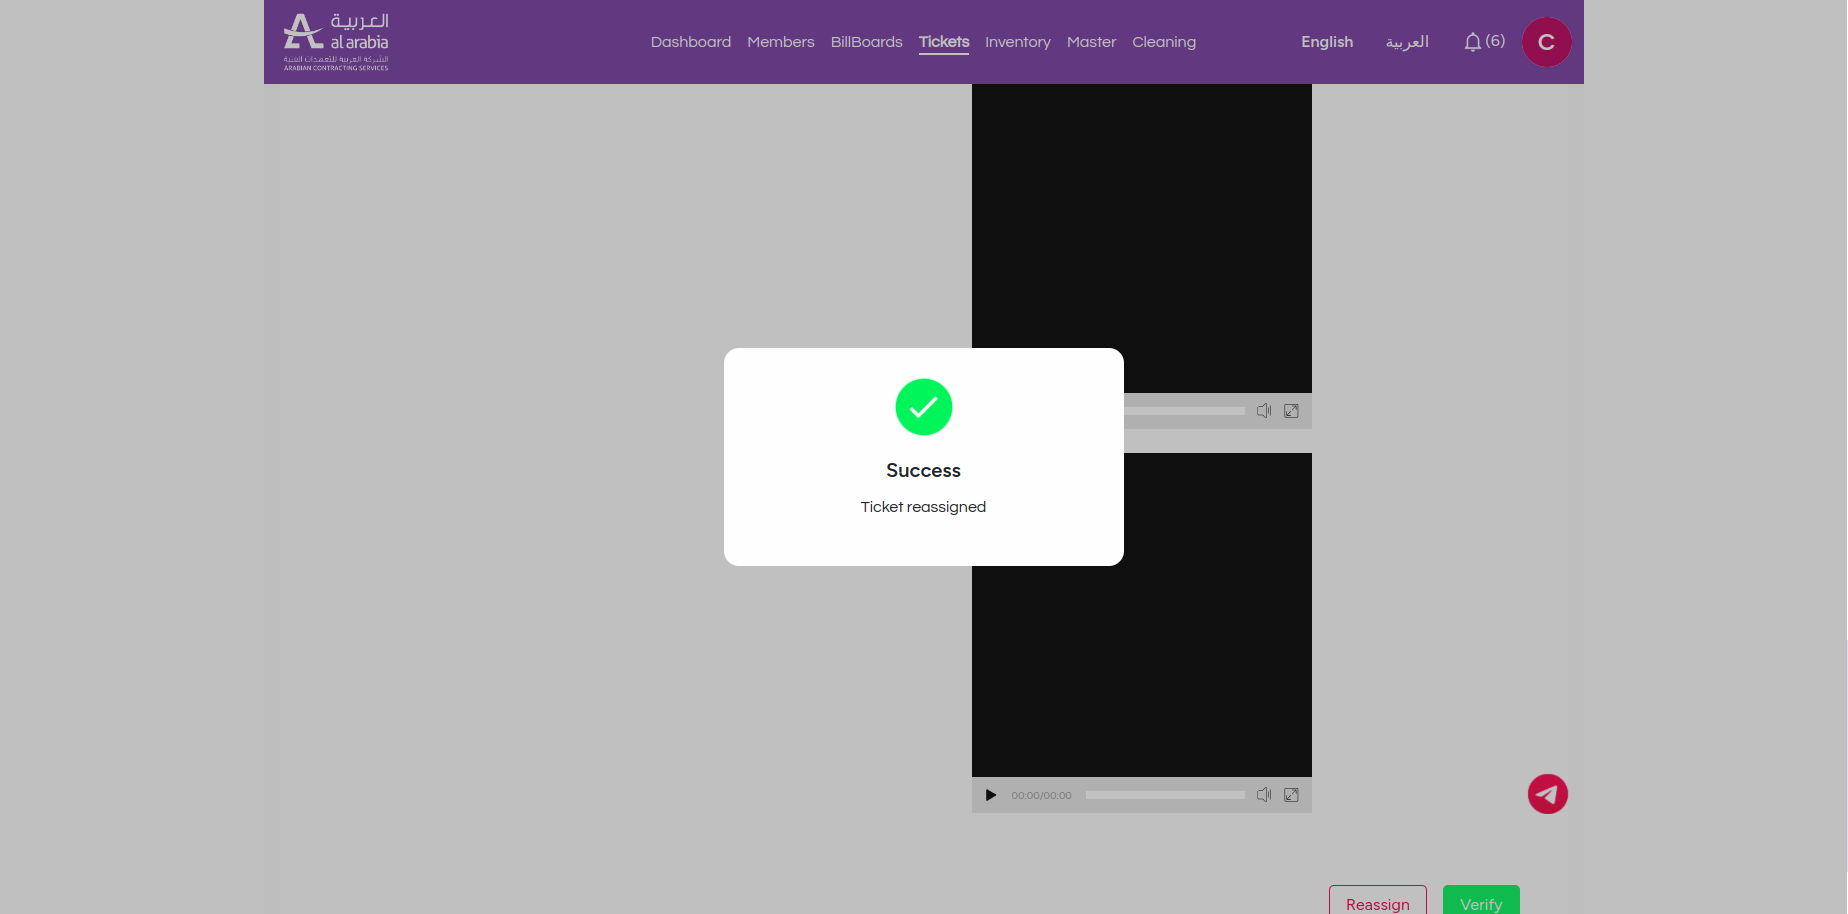 العربية
al arabia
الشركة العربية للتعهدات الفنية
ARABIAN CONTRACTING SERVICES
Dashboard Members BillBoards Tickets Inventory Master Cleaning
English العربية (6) C
Success
Ticket reassigned
00:00/00:00
Reassign Verify